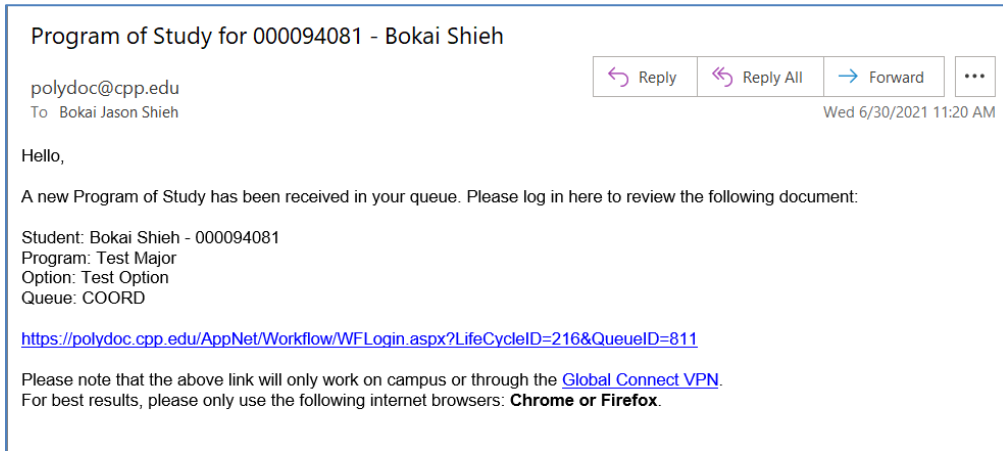 Program of Study for 000094081 - Bokai Shieh
Reply
Reply All
Forward
...
polydoc@cpp.edu
To Bokai Jason Shieh
Wed 6/30/2021 11:20 AM
Hello,
A new Program of Study has been received in your queue. Please log in here to review the following document:
Student: Bokai Shieh - 000094081
Program: Test Major
Option: Test Option
Queue: COORD
https://polydoc.cpp.edu/AppNet/Workflow/WFLogin.aspx?LifeCycleID=216&QueueID=811
Please note that the above link will only work on campus or through the Global Connect VPN.
For best results, please only use the following internet browsers: Chrome or Firefox.